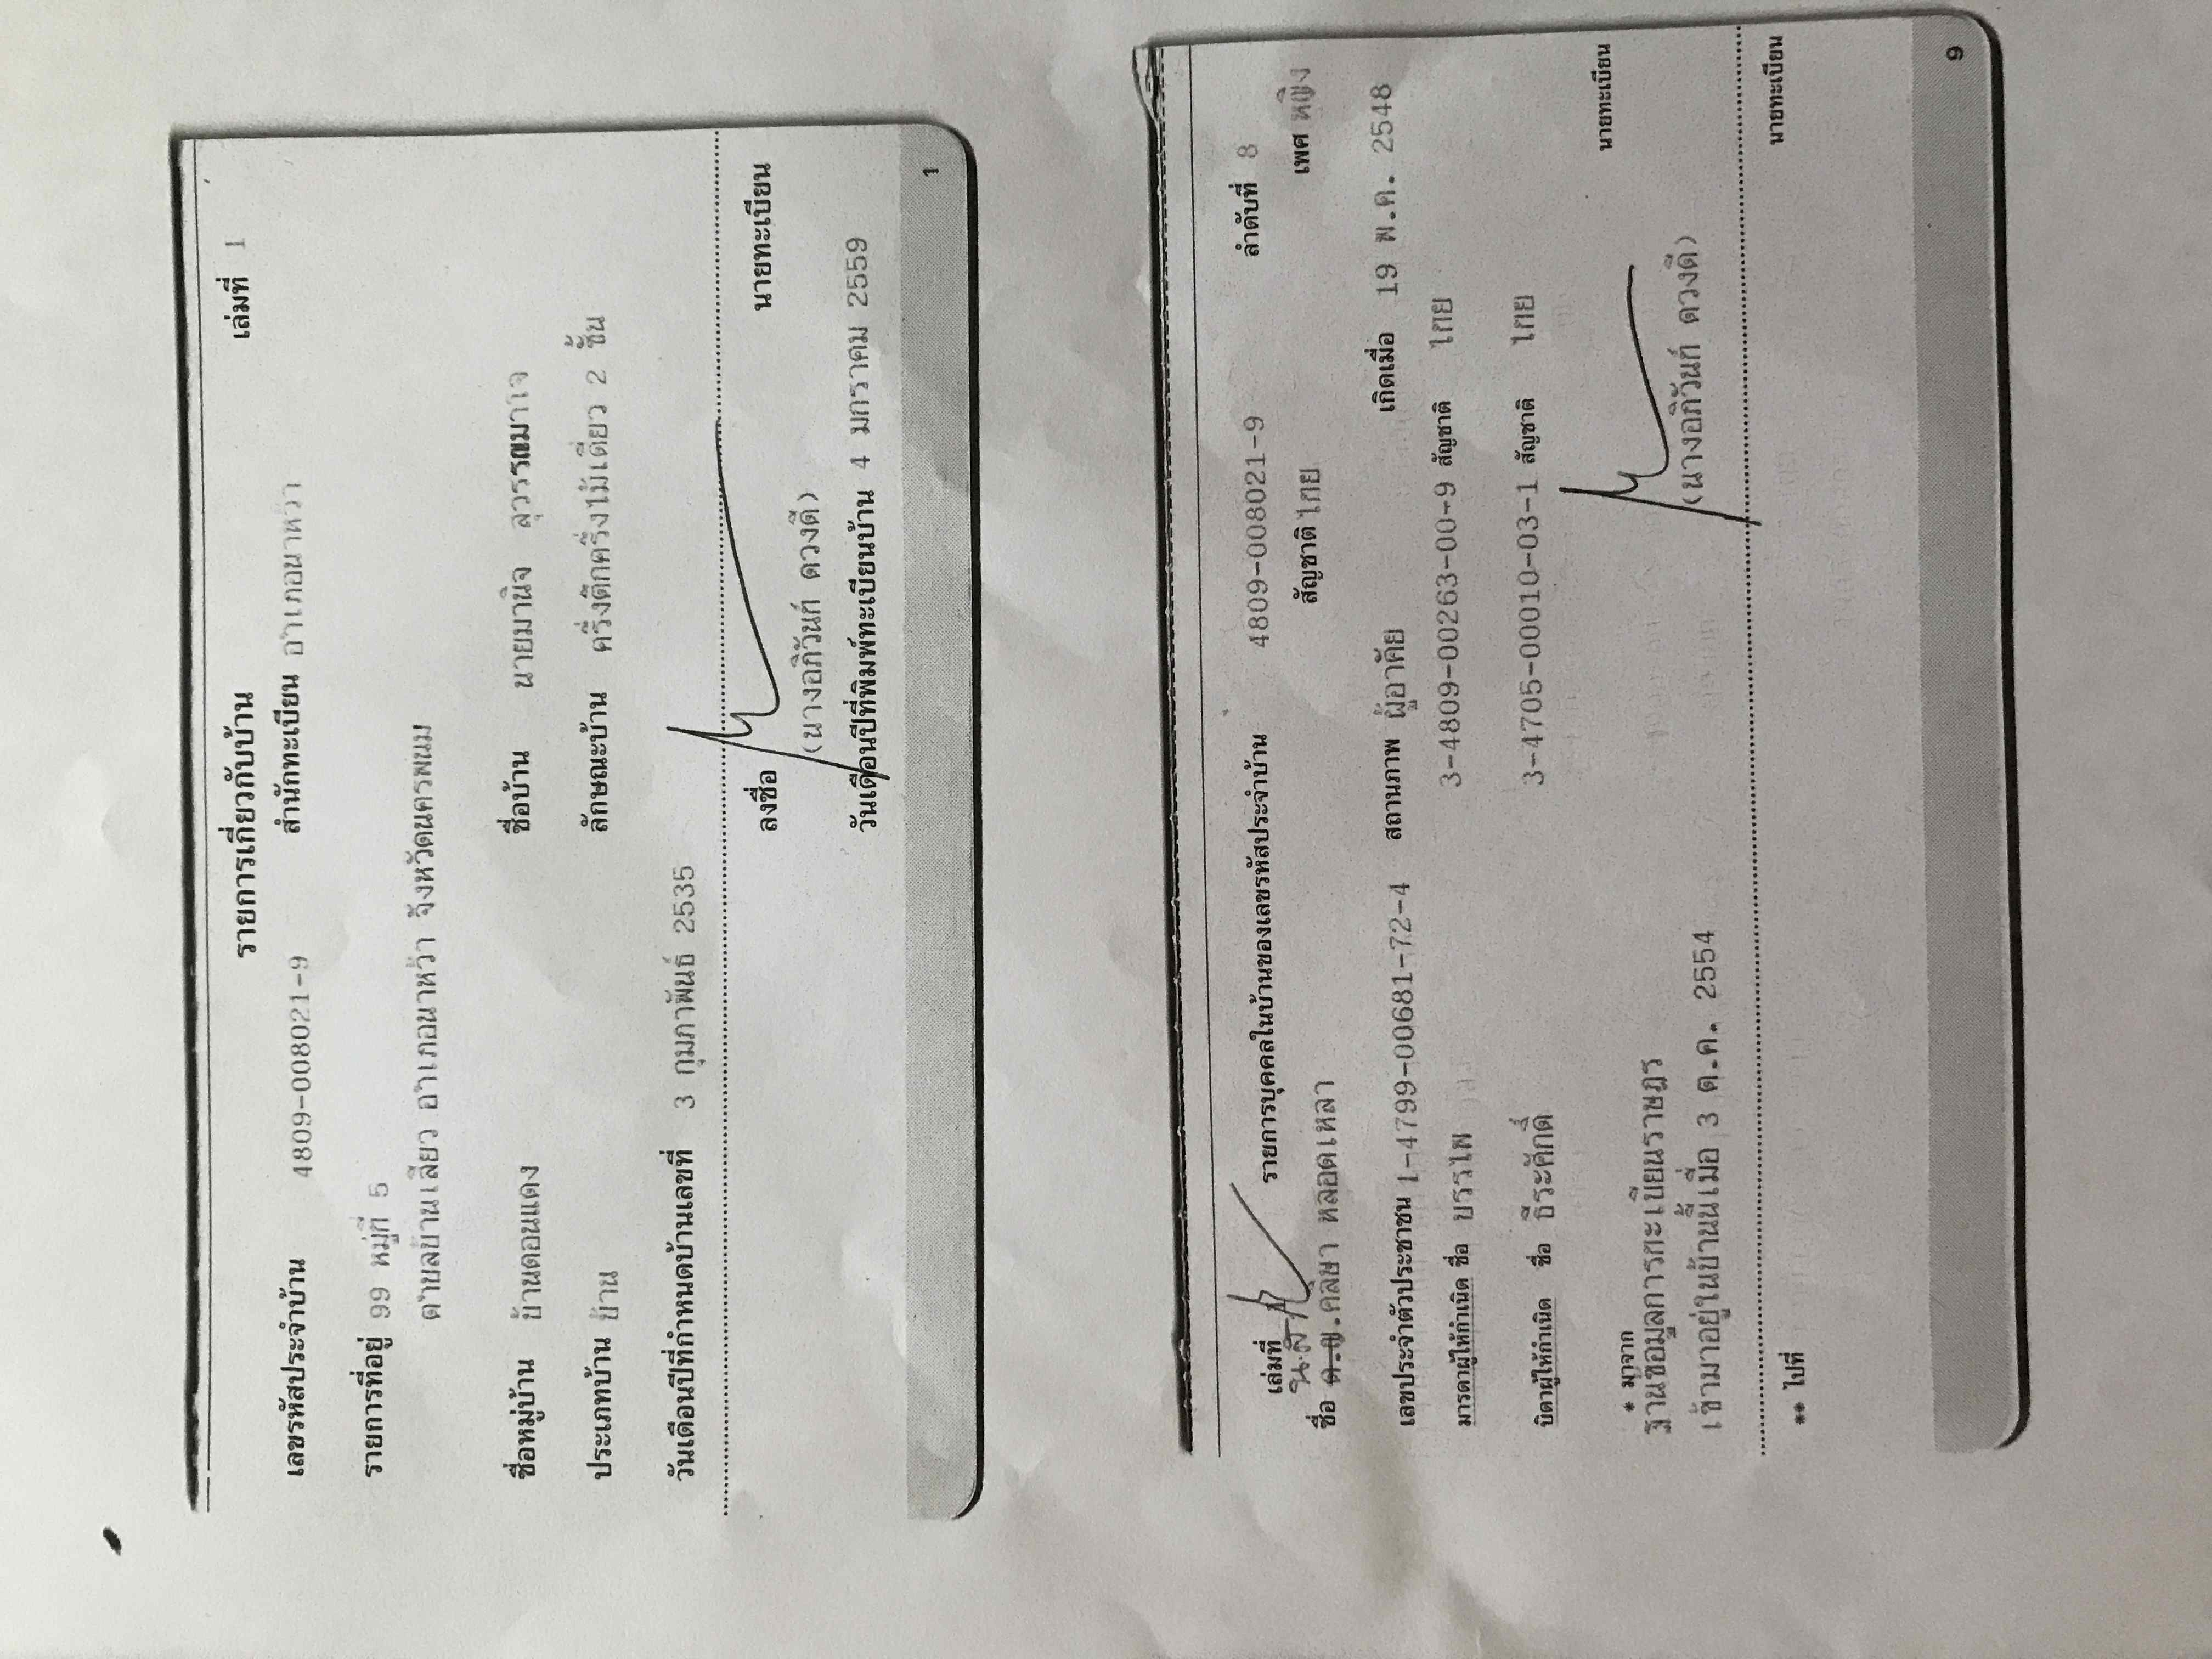 รายการเกี่ยวกับบ้าน เล่มที่ 1
เลขรหัสประจำบ้าน 4809-008021-9 สำนักทะเบียน อำเภอนาหว้า
รายการที่อยู่ 99 หมู่ที่ 5
ตำบลบ้านเสียว อำเภอนาหว้า จังหวัดนครพนม
ชื่อหมู่บ้าน บ้านดอนแดง ชื่อบ้าน นายมานิจ สุวรรณมาใจ
ประเภทบ้าน บ้าน ลักษณะบ้าน ครึ่งตึกครึ่งไม้เดี่ยว 2 ชั้น
วันเดือนปีที่กำหนดบ้านเลขที่ 3 กุมภาพันธ์ 2535
ลงชื่อ นายทะเบียน
(นางอภิวันท์ ดวงดี)
วันเดือนปีที่พิมพ์ทะเบียนบ้าน 4 มกราคม 2559
1
เล่มที่ รายการบุคคลในบ้านของเลขรหัสประจำบ้าน 4809-008021-9 ลำดับที่ 8
น.ส.
ชื่อ ด.ญ.คลิษา หลอดเหลา สัญชาติ ไทย เพศ หญิง
เลขประจำตัวประชาชน 1-4799-00681-72-4 สถานภาพ ผู้อาศัย เกิดเมื่อ 19 พ.ค. 2548
มารดาผู้ให้กำเนิด ชื่อ บรรไพ 3-4809-00263-00-9 สัญชาติ ไทย
บิดาผู้ให้กำเนิด ชื่อ ธีระศักดิ์ 3-4705-00010-03-1 สัญชาติ ไทย
* มาจาก
ฐานข้อมูลการทะเบียนราษฎร นายทะเบียน
เข้ามาอยู่ในบ้านนี้เมื่อ 3 ต.ค. 2554 (นางอภิวันท์ ดวงดี)
** ไปที่ นายทะเบียน
9